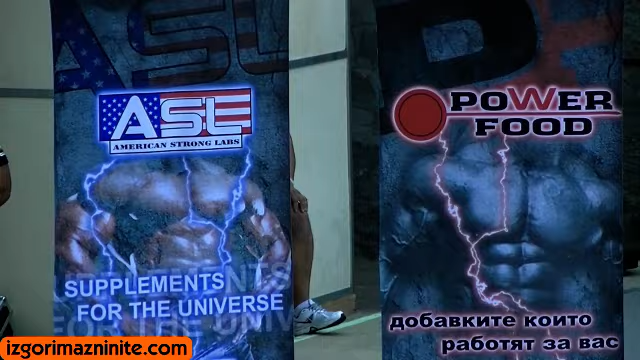 ASL
AMERICAN STRONG LABS
SUPPLEMENTS
FOR THE UNIVERSE
POWER
FOOD
добавките които
работят за вас
izgorimazninite.com